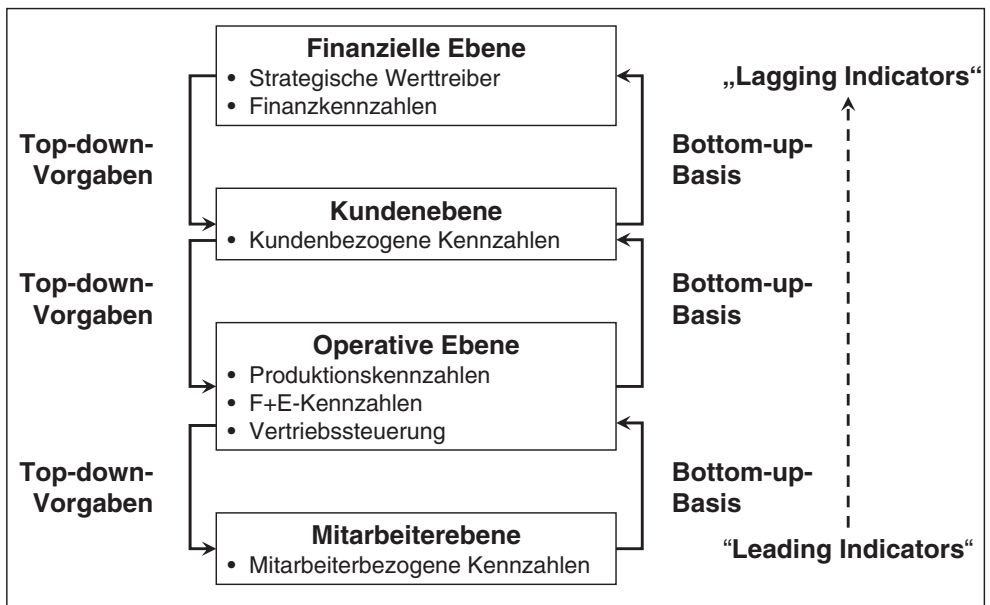 Finanzielle Ebene
• Strategische Werttreiber
• Finanzkennzahlen
„Lagging Indicators“
Top-down-
Vorgaben
Bottom-up-
Basis
Kundenebene
• Kundenbezogene Kennzahlen
Top-down-
Vorgaben
Bottom-up-
Basis
Operative Ebene
• Produktionskennzahlen
• F+E-Kennzahlen
• Vertriebssteuerung
Top-down-
Vorgaben
Bottom-up-
Basis
Mitarbeiterebene
• Mitarbeiterbezogene Kennzahlen
“Leading Indicators“